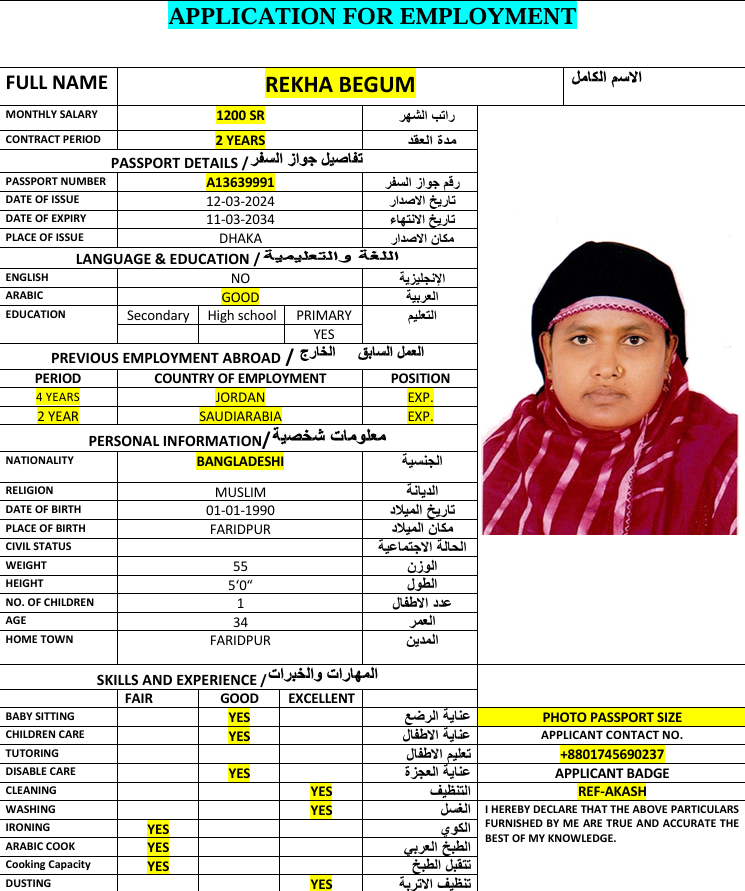 APPLICATION FOR EMPLOYMENT
FULL NAME REKHA BEGUM الاسم الكامل
MONTHLY SALARY 1200 SR راتب الشهر
CONTRACT PERIOD 2 YEARS مدة العقد
PASSPORT DETAILS / تفاصيل جواز السفر
PASSPORT NUMBER A13639991 رقم جواز السفر
DATE OF ISSUE 12-03-2024 تاريخ الاصدار
DATE OF EXPIRY 11-03-2034 تاريخ الانتهاء
PLACE OF ISSUE DHAKA مكان الاصدار
LANGUAGE & EDUCATION / اللغة والتعليمية
ENGLISH NO الإنجليزية
ARABIC GOOD العربية
EDUCATION Secondary High school PRIMARY التعليم
YES
PREVIOUS EMPLOYMENT ABROAD / العمل السابق الخارج
PERIOD COUNTRY OF EMPLOYMENT POSITION
4 YEARS JORDAN EXP.
2 YEAR SAUDIARABIA EXP.
PERSONAL INFORMATION/ معلومات شخصية
NATIONALITY BANGLADESHI الجنسية
RELIGION MUSLIM الديانة
DATE OF BIRTH 01-01-1990 تاريخ الميلاد
PLACE OF BIRTH FARIDPUR مكان الميلاد
CIVIL STATUS الحالة الاجتماعية
WEIGHT 55 الوزن
HEIGHT 5‘0“ الطول
NO. OF CHILDREN 1 عدد الاطفال
AGE 34 العمر
HOME TOWN FARIDPUR المدين
SKILLS AND EXPERIENCE / المهارات والخبرات
FAIR GOOD EXCELLENT
BABY SITTING YES عناية الرضع
CHILDREN CARE YES عناية الاطفال
TUTORING تعليم الاطفال
DISABLE CARE YES عناية العجزة
CLEANING YES التنظيف
WASHING YES الغسل
IRONING YES الكوي
ARABIC COOK YES الطبخ العربي
Cooking Capacity YES تتقبل الطبخ
DUSTING YES تنظيف الاتربة
PHOTO PASSPORT SIZE
APPLICANT CONTACT NO.
+8801745690237
APPLICANT BADGE
REF-AKASH
I HEREBY DECLARE THAT THE ABOVE PARTICULARS
FURNISHED BY ME ARE TRUE AND ACCURATE THE
BEST OF MY KNOWLEDGE.